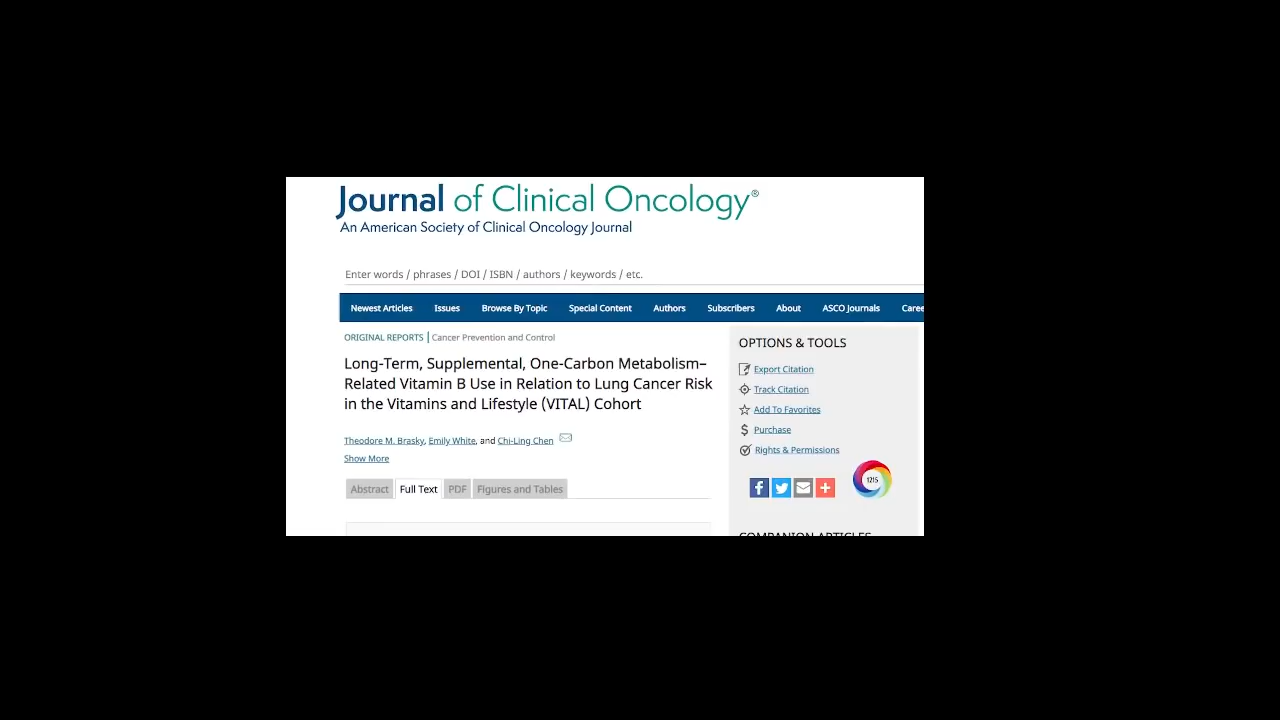 Journal of Clinical Oncology®
An American Society of Clinical Oncology Journal
Enter words / phrases / DOI / ISBN / authors / keywords / etc.
Newest Articles Issues Browse By Topic Special Content Authors Subscribers About ASCO Journals Caree
ORIGINAL REPORTS | Cancer Prevention and Control
Long-Term, Supplemental, One-Carbon Metabolism–
Related Vitamin B Use in Relation to Lung Cancer Risk
in the Vitamins and Lifestyle (VITAL) Cohort
Theodore M. Brasky, Emily White, and Chi-Ling Chen
Show More
Abstract Full Text PDF Figures and Tables
OPTIONS & TOOLS
Export Citation
Track Citation
Add To Favorites
Purchase
Rights & Permissions
1215
COMPANION ARTICLES